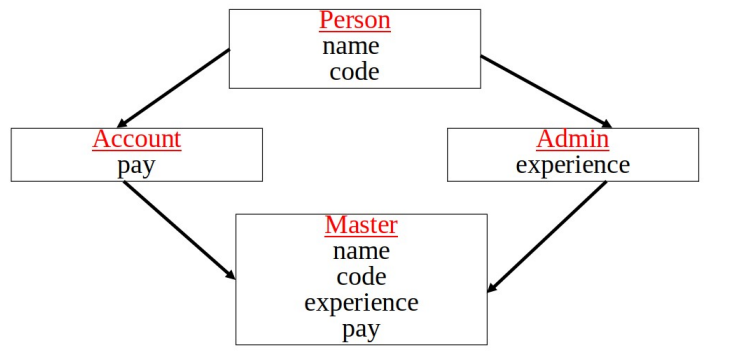 Person
name
code
Account
pay
Admin
experience
Master
name
code
experience
pay